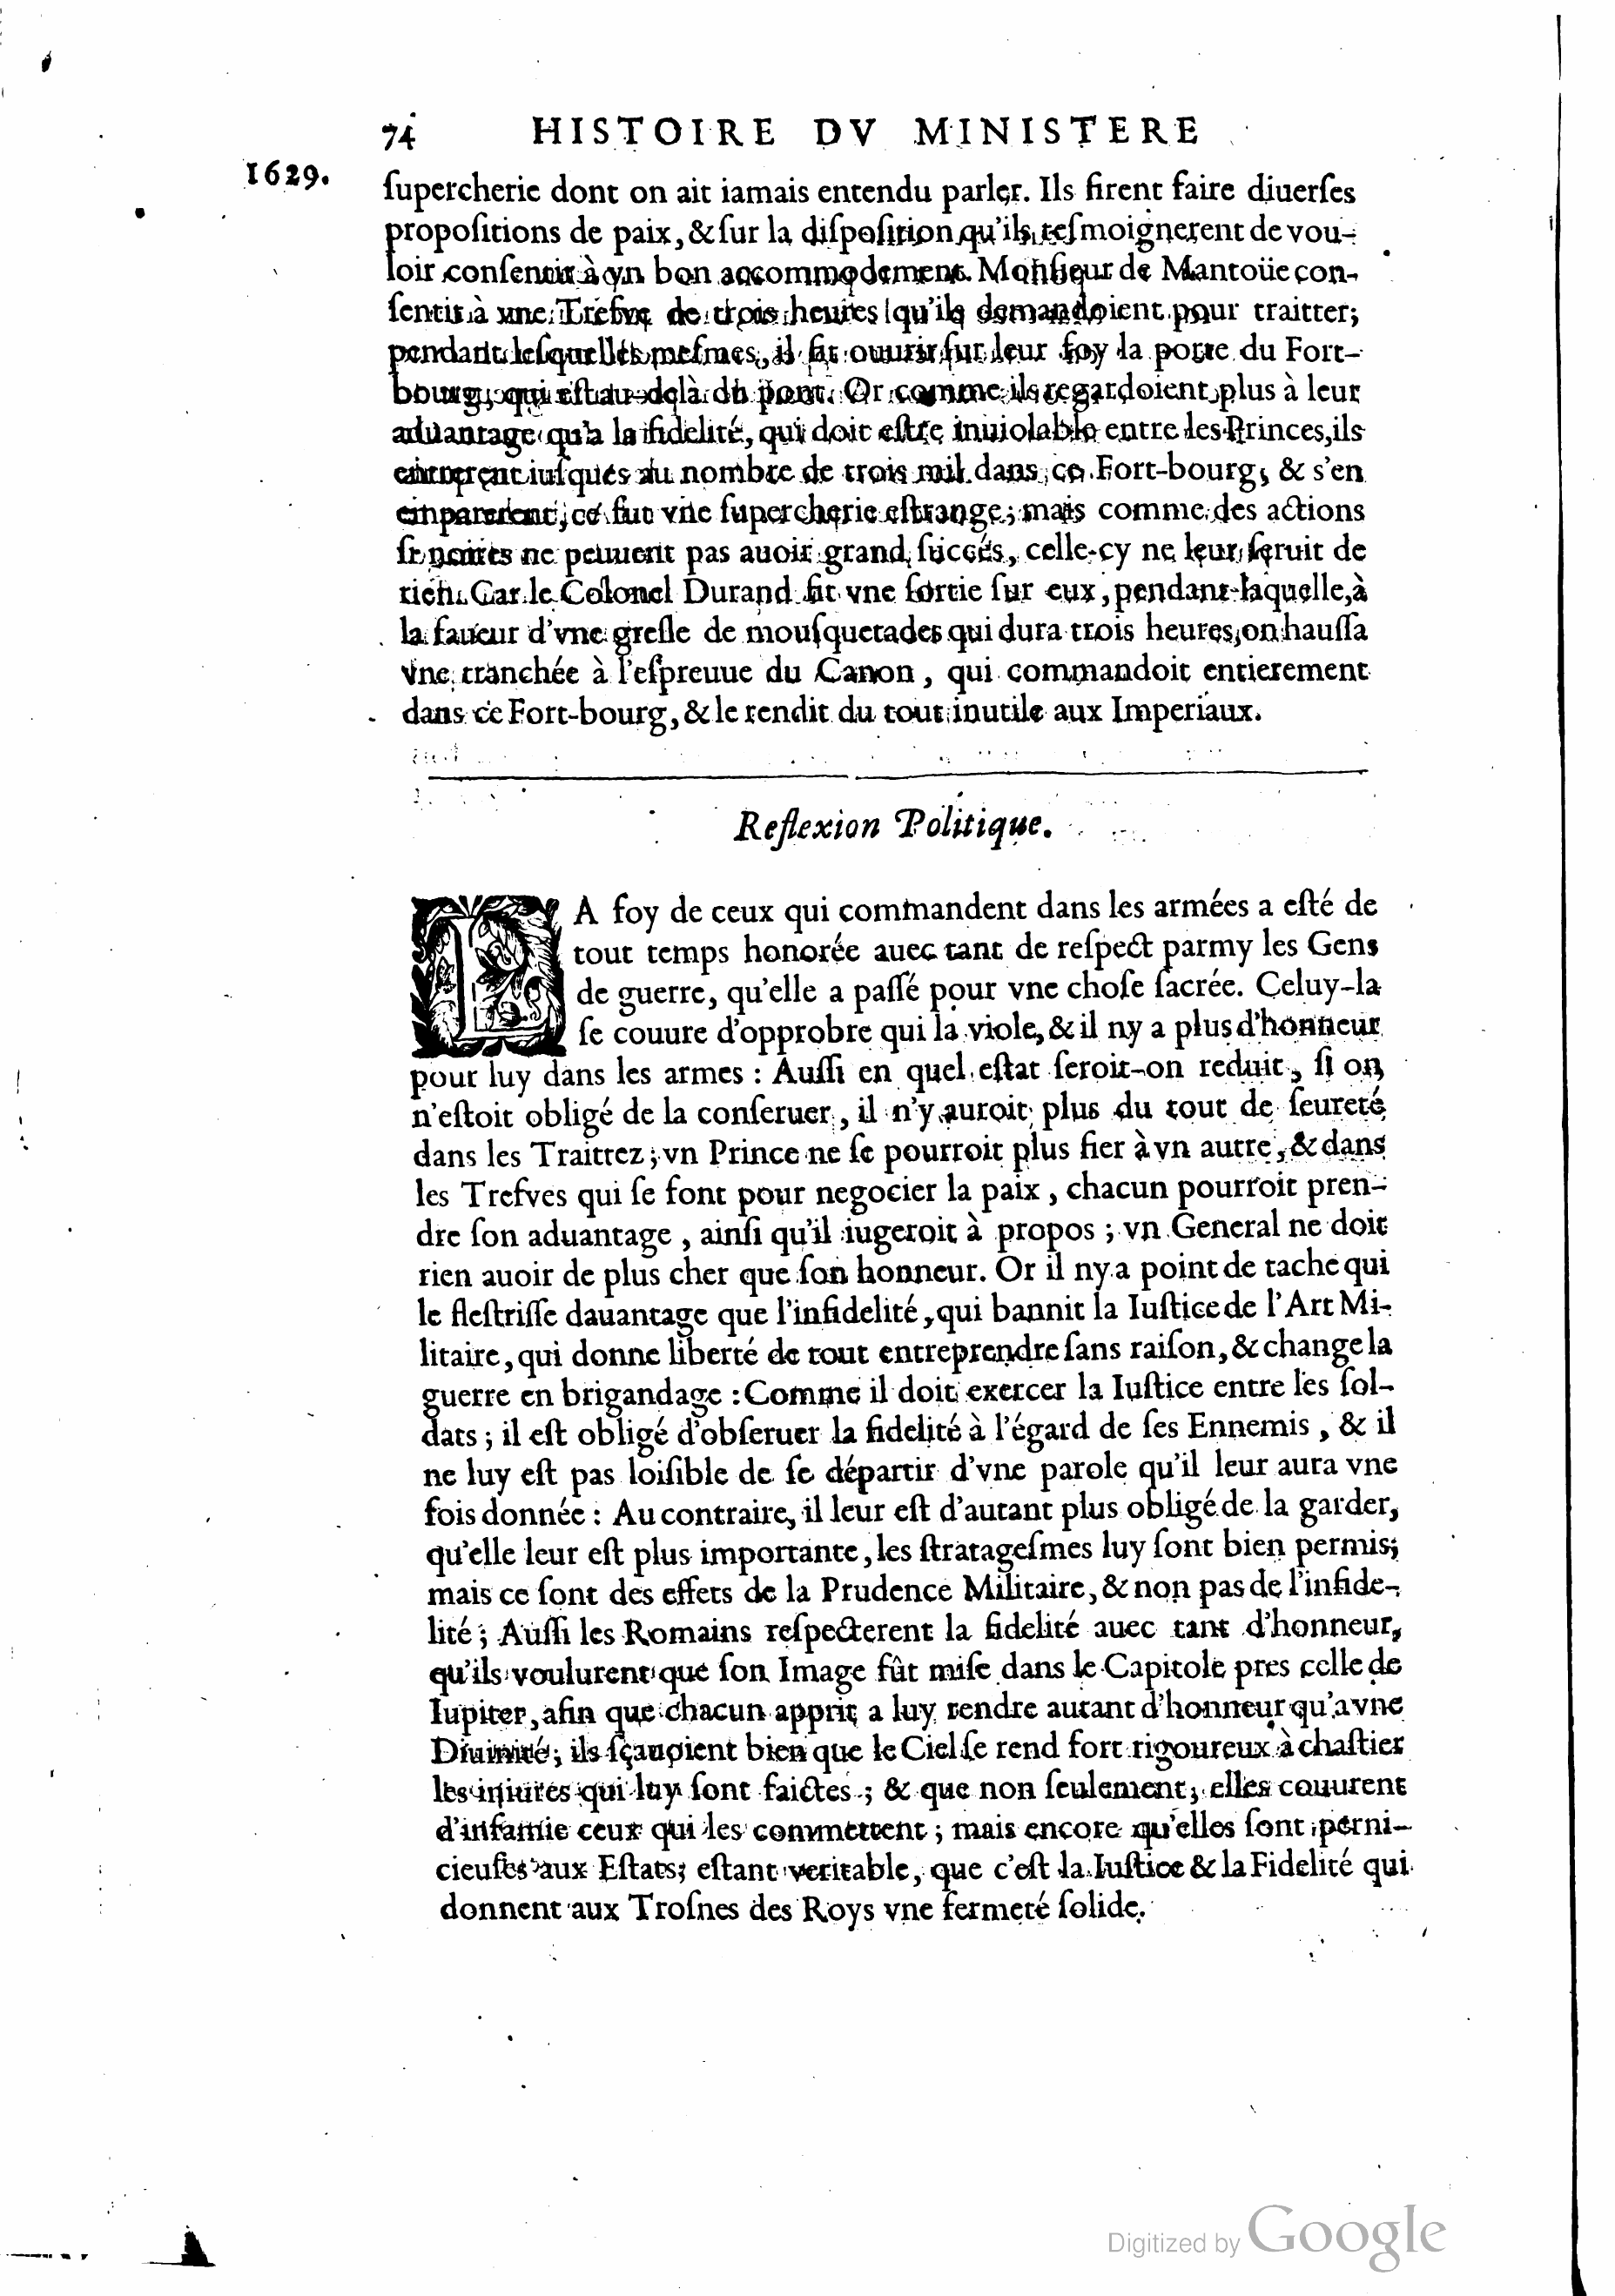 74 HISTOIRE DV MINISTERE
1629.
ſupercherie dont on ait iamais entendu parler. Ils firent faire diuerſes
propoſitions de paix, & ſur la diſpoſition qu'ils teſmoignerent de vou-
loir conſentir à vn bon accommodement. Monſieur de Mantoüe con-
ſentit à vne Trefve de trois heures qu'ils demandoient pour traitter;
pendant leſquelles meſmes, il fit ouurir ſur leur foy la porte du Fort-
bourg, qui eſt au-delà du pont. Or comme ils regardoient plus à leur
aduantage qu'à la fidelité, qui doit eſtre inuiolable entre les Princes, ils
entrerent iuſques au nombre de trois mil dans ce Fort-bourg, & s'en
emparerent; ce fut vne ſupercherie eſtrange; mais comme des actions
ſi noires ne peuuent pas auoir grand ſuccés, celle-cy ne leur ſeruit de
rien. Car le Colonel Durand fit vne ſortie ſur eux, pendant laquelle, à
la faueur d'vne greſle de mouſquetades qui dura trois heures, on hauſſa
vne tranchée à l'eſpreuue du Canon, qui commandoit entierement
dans ce Fort-bourg, & le rendit du tout inutile aux Imperiaux.
Reflexion Politique.
LA foy de ceux qui commandent dans les armées a eſté de
tout temps honorée auec tant de reſpect parmy les Gens
de guerre, qu'elle a paſſé pour vne choſe ſacrée. Celuy-la
ſe couure d'opprobre qui la viole, & il ny a plus d'honneur
pour luy dans les armes : Auſſi en quel eſtat ſeroit-on reduit, ſi on
n'eſtoit obligé de la conſeruer, il n'y auroit plus du tout de ſeureté
dans les Traittez; vn Prince ne ſe pourroit plus fier à vn autre, & dans
les Trefves qui ſe font pour negocier la paix, chacun pourroit pren-
dre ſon aduantage, ainſi qu'il iugeroit à propos; vn General ne doit
rien auoir de plus cher que ſon honneur. Or il ny a point de tache qui
le fleſtriſſe dauantage que l'infidelité, qui bannit la Iuſtice de l'Art Mi-
litaire, qui donne liberté de tout entreprendre ſans raiſon, & change la
guerre en brigandage : Comme il doit exercer la Iuſtice entre les ſol-
dats; il eſt obligé d'obſeruer la fidelité à l'égard de ſes Ennemis, & il
ne luy eſt pas loiſible de ſe départir d'vne parole qu'il leur aura vne
fois donnée : Au contraire, il leur eſt d'autant plus obligé de la garder,
qu'elle leur eſt plus importante, les ſtratageſmes luy ſont bien permis;
mais ce ſont des effets de la Prudence Militaire, & non pas de l'infide-
lité; Auſſi les Romains reſpecterent la fidelité auec tant d'honneur,
qu'ils voulurent que ſon Image fût miſe dans le Capitole pres celle de
Iupiter, afin que chacun apprit a luy rendre autant d'honneur qu'a vne
Diuinité; ils ſçauoient bien que le Ciel ſe rend fort rigoureux à chaſtier
les iniures qui luy ſont faictes; & que non ſeulement, elles couurent
d'infamie ceux qui les commettent; mais encore qu'elles ſont perni-
cieuſes aux Eſtats; eſtant veritable, que c'eſt la Iuſtice & la Fidelité qui
donnent aux Troſnes des Roys vne fermeté ſolide.
Digitized by Google